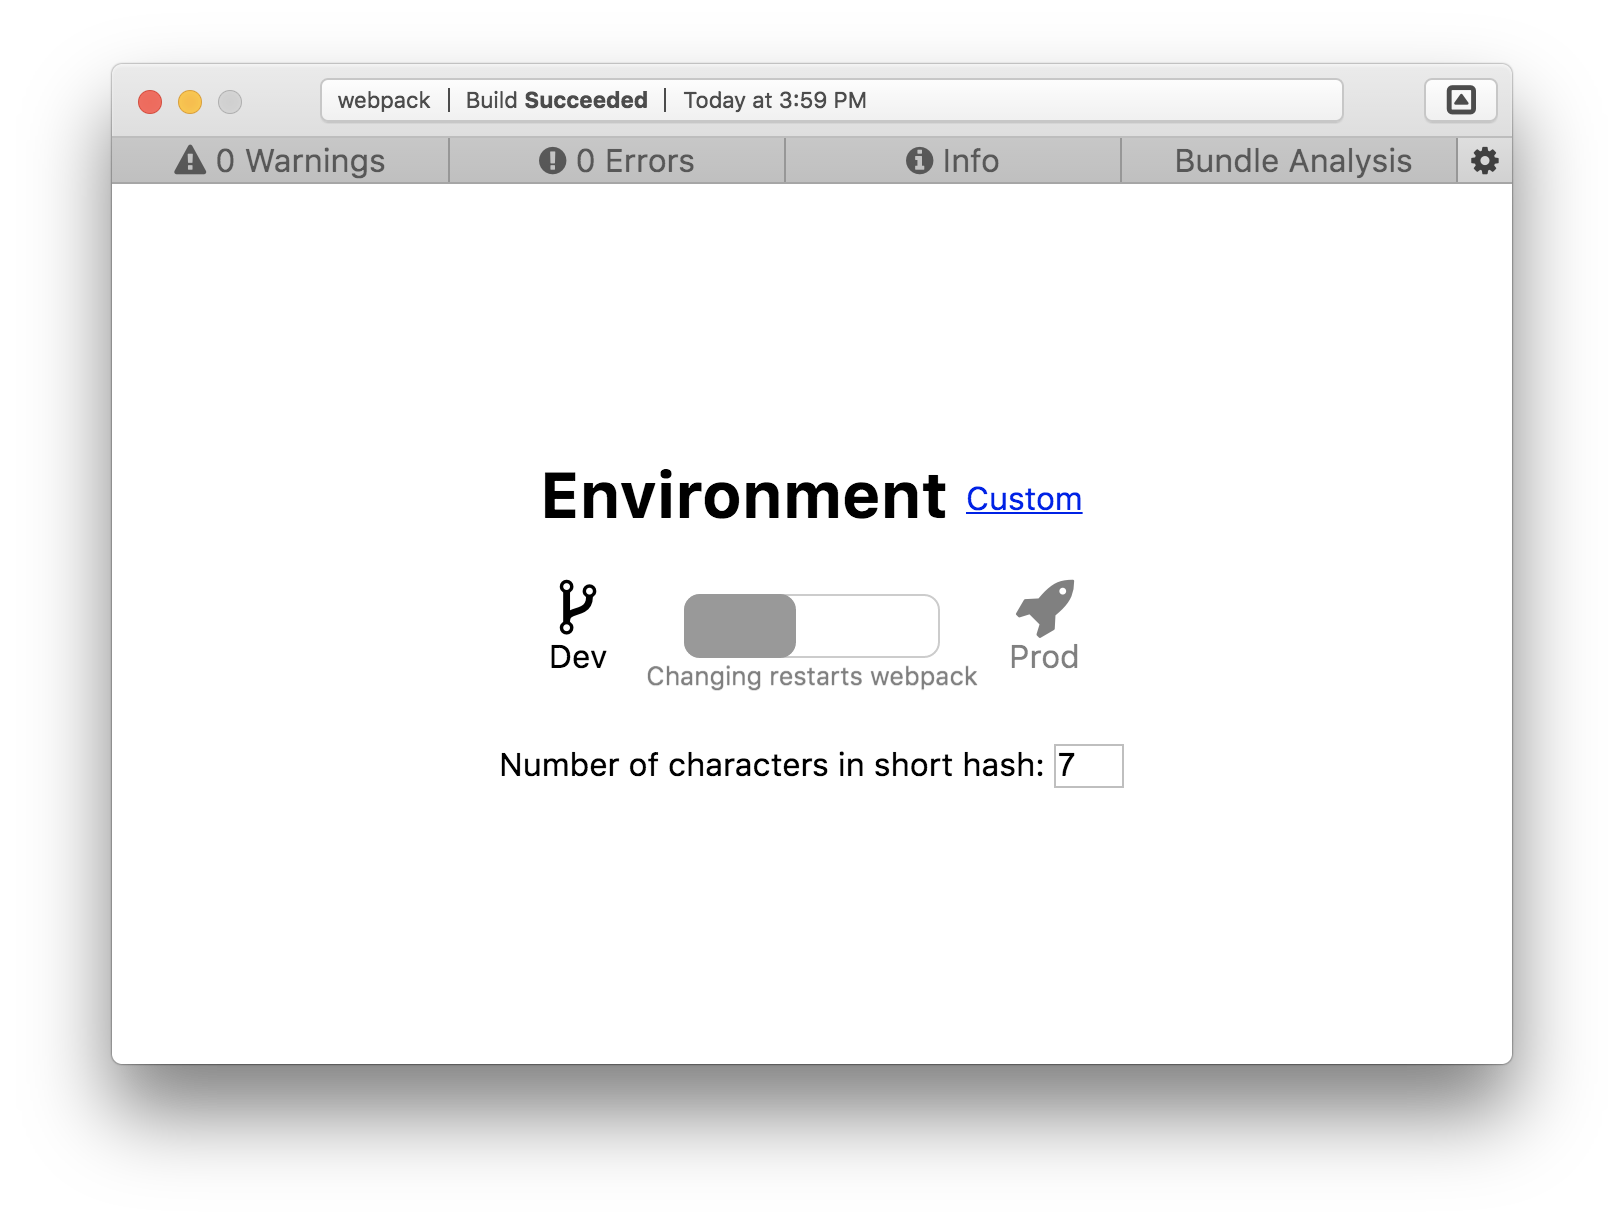 webpack | Build Succeeded | Today at 3:59 PM
0 Warnings 0 Errors Info Bundle Analysis
Environment Custom
Dev Prod
Changing restarts webpack
Number of characters in short hash: 7